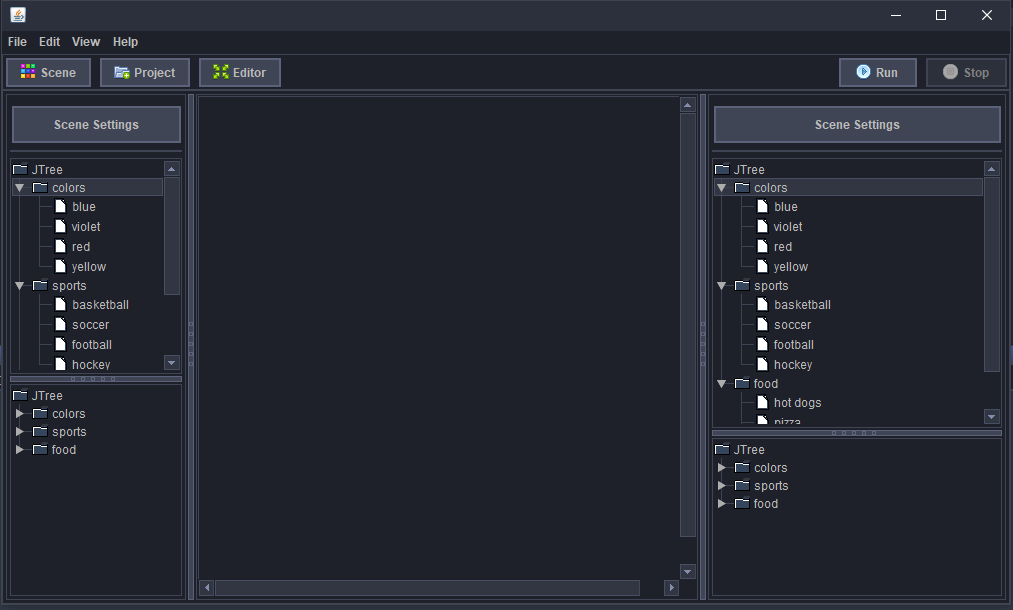 File Edit View Help
Scene Project Editor Run Stop
Scene Settings
JTree
colors
blue
violet
red
yellow
sports
basketball
soccer
football
hockey
JTree
colors
sports
food
Scene Settings
JTree
colors
blue
violet
red
yellow
sports
basketball
soccer
football
hockey
food
hot dogs
pizza
JTree
colors
sports
food